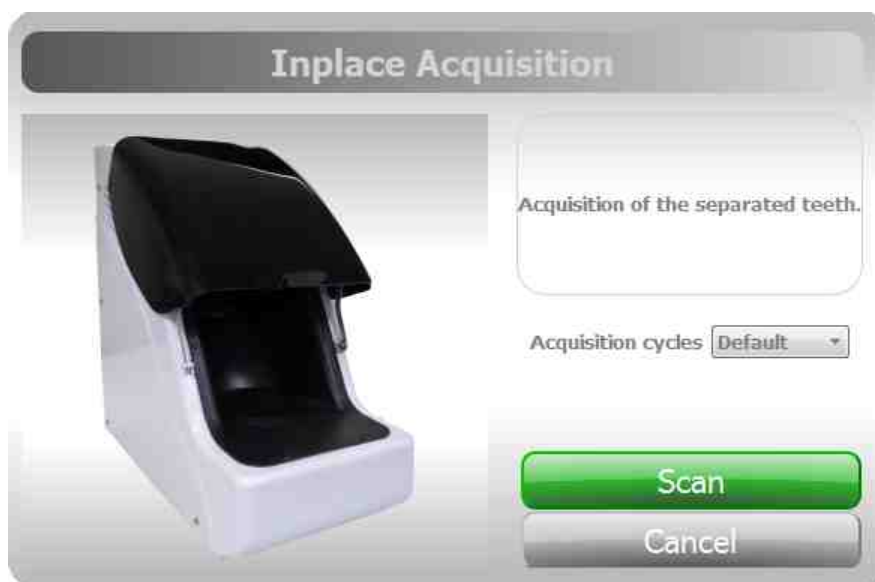 Inplace Acquisition
Acquisition of the separated teeth.
Acquisition cycles Default
Scan
Cancel